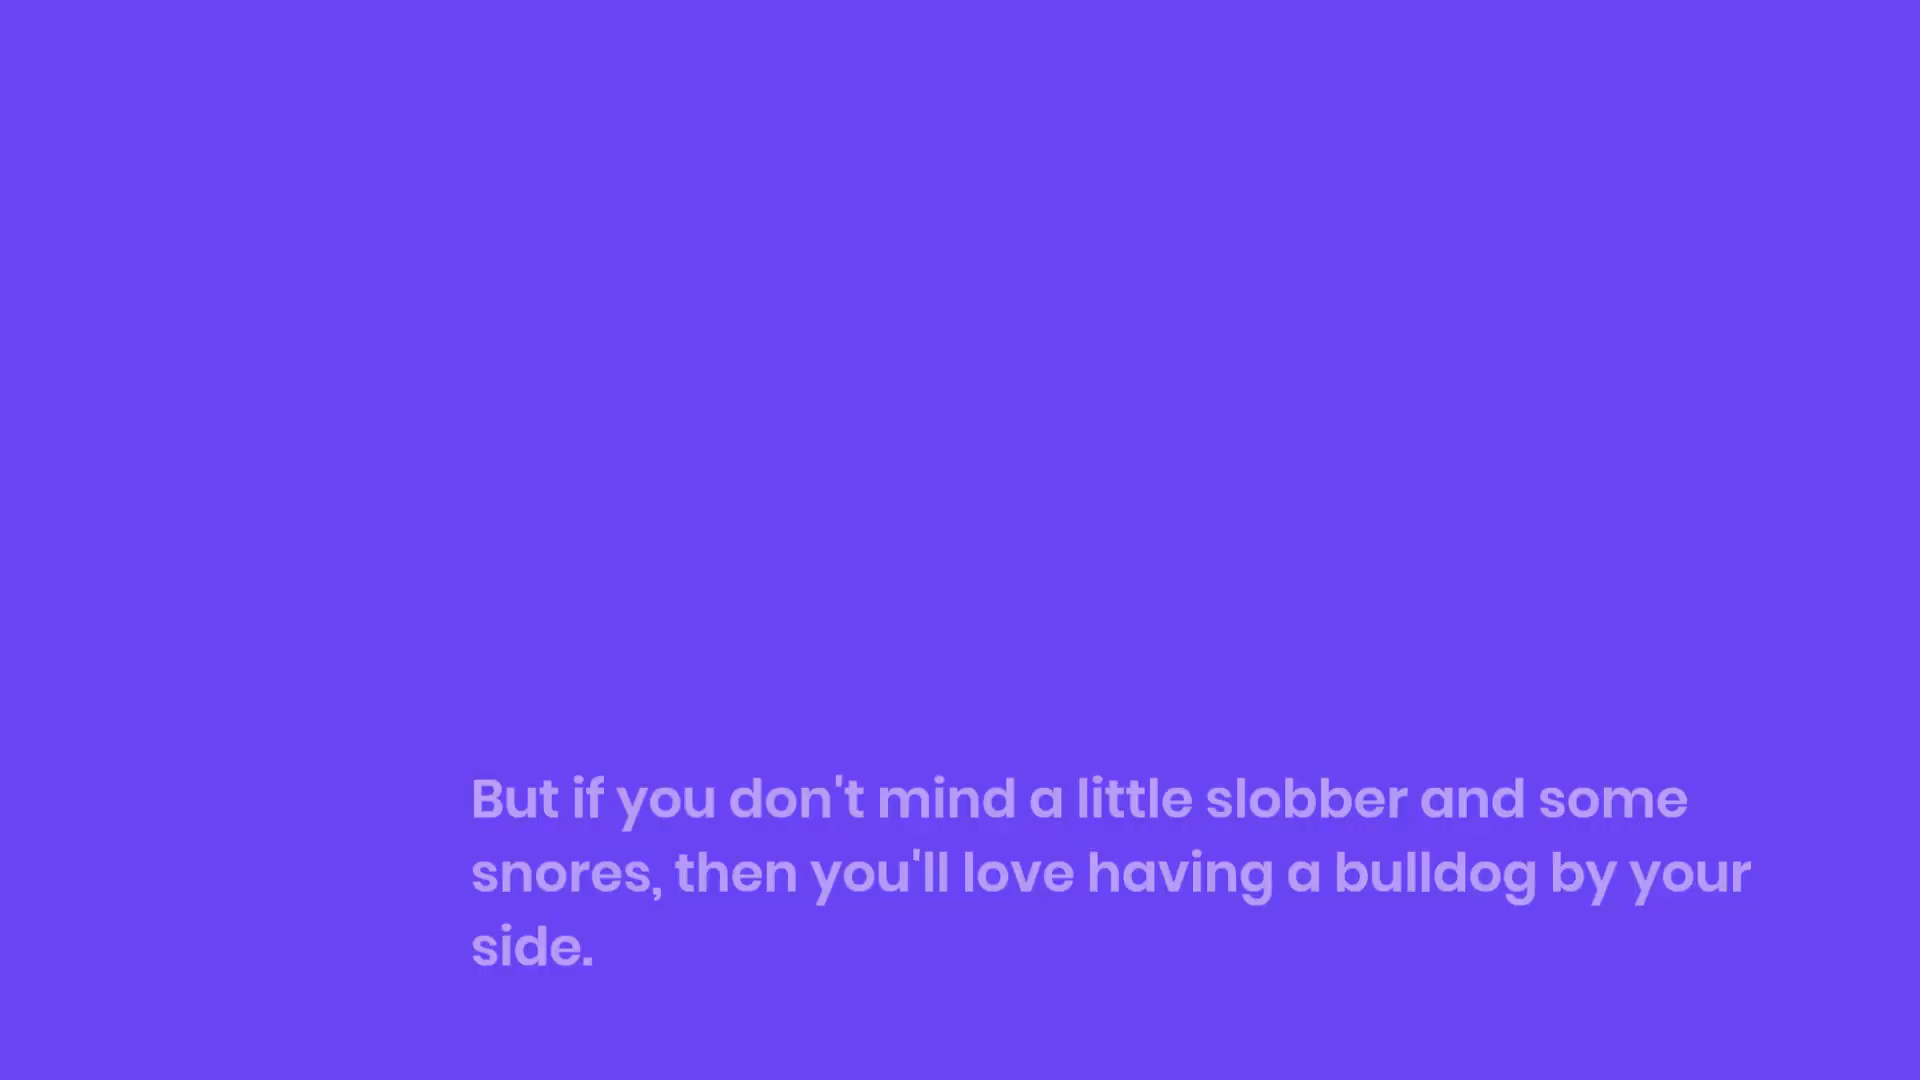 But if you don't mind a little slobber and some
snores, then you'll love having a bulldog by your
side.